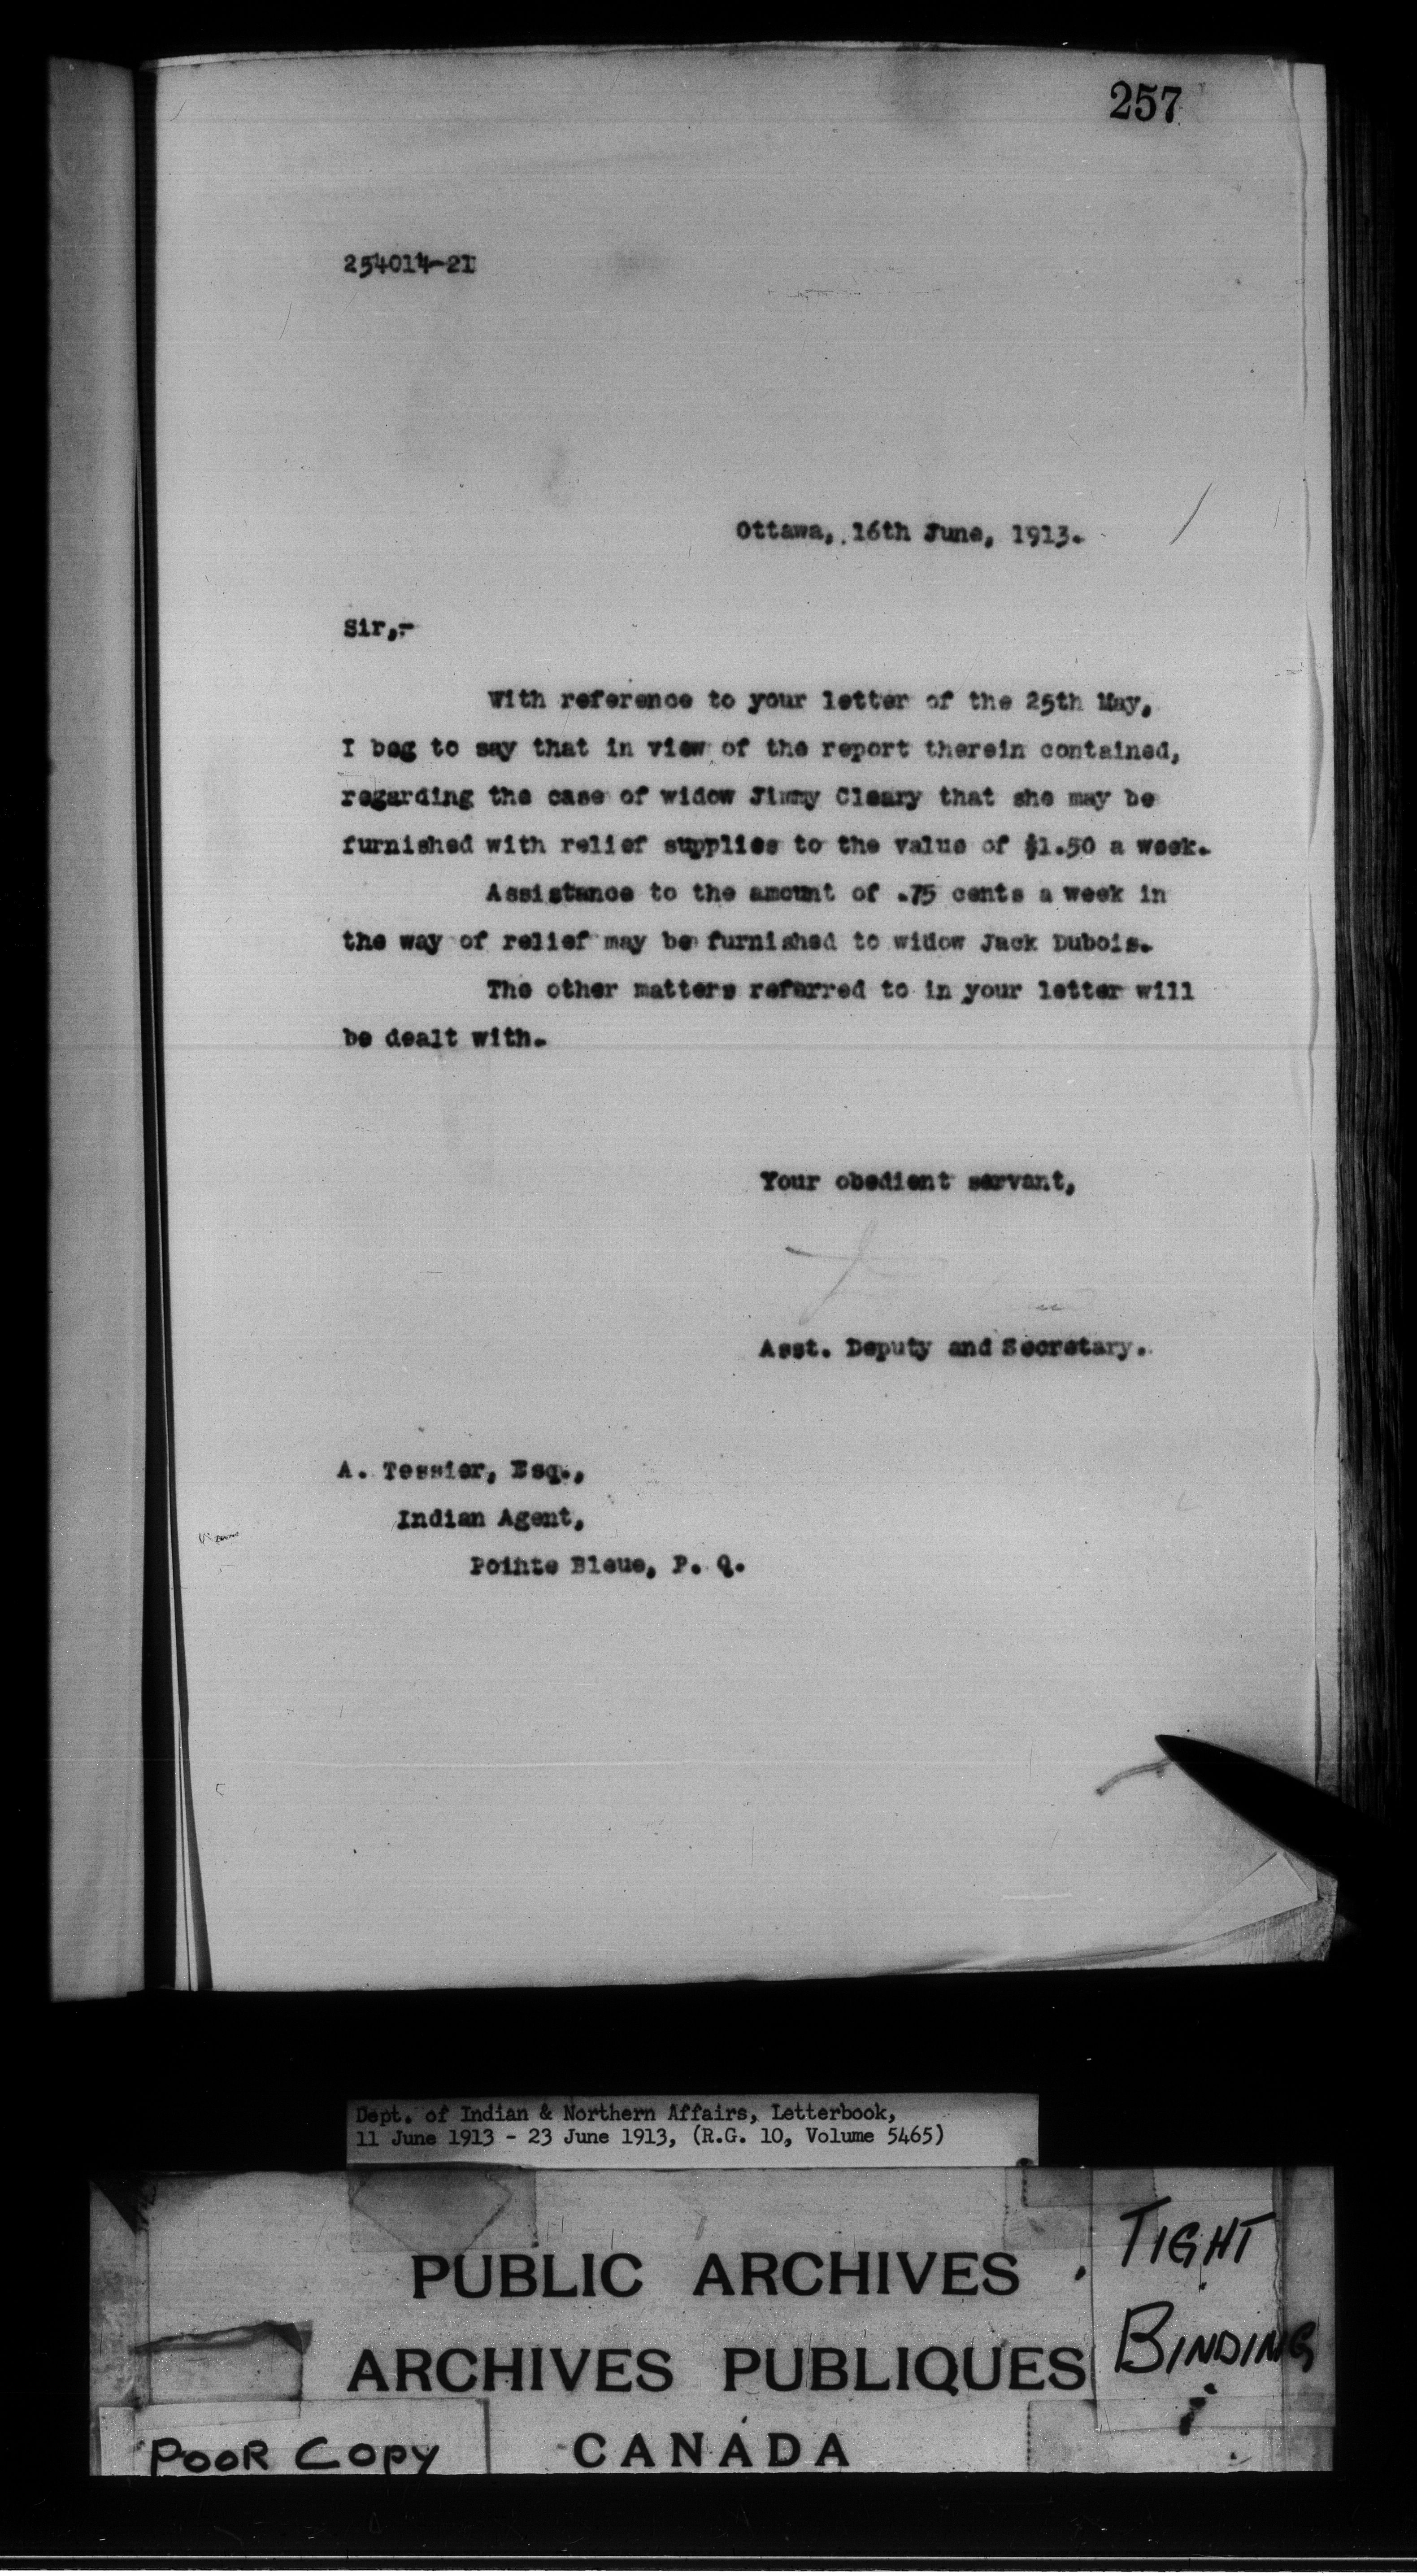 257
254014-21
Ottawa, 16th June, 1913.
Sir,-
With reference to your letter of the 25th May,
I beg to say that in view of the report therein contained,
regarding the case of widow Jimmy Cleary that she may be
furnished with relief supplies to the value of $1.50 a week.
Assistance to the amount of .75 cents a week in
the way of relief may be furnished to widow Jack Dubois.
The other matters referred to in your letter will
be dealt with.
Your obedient servant,
Asst. Deputy and Secretary.
A. Tessier, Esq.,
Indian Agent,
Pointe Bleue, P. Q.
Dept. of Indian & Northern Affairs, Letterbook,
11 June 1913 - 23 June 1913, (R.G. 10, Volume 5465)
PUBLIC ARCHIVES
ARCHIVES PUBLIQUES
CANADA
TIGHT
BINDING
POOR COPY